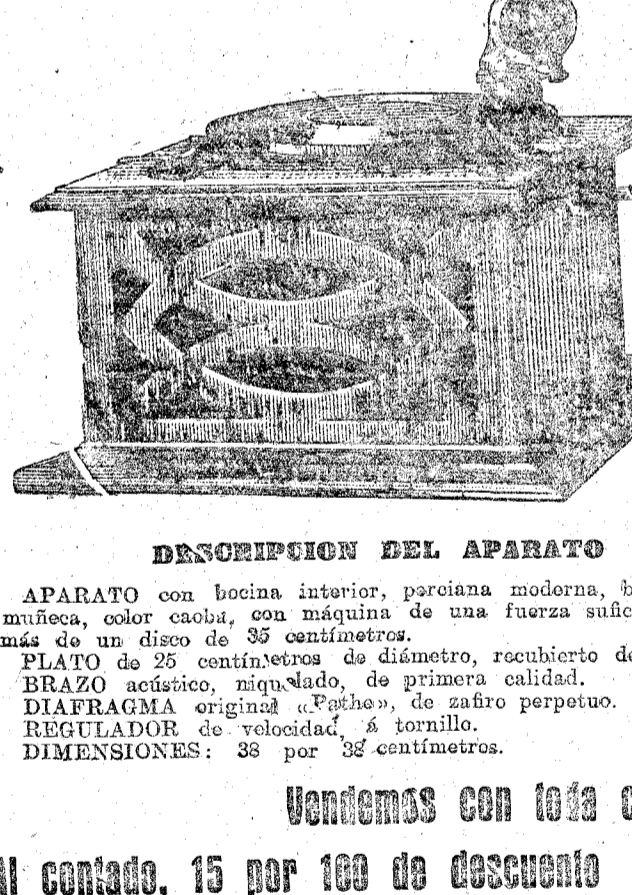 DESCRIPCION DEL APARATO
APARATO con bocina interior, persiana moderna,
muñeca, color caoba, con máquina de una fuerza
más de un disco de 35 centímetros.
PLATO de 25 centímetros de diámetro, recubierto
BRAZO acústico, niquelado, de primera calidad.
DIAFRAGMA original «Pathe», de zafiro perpetuo.
REGULADOR de velocidad, á tornillo.
DIMENSIONES: 38 por 38 centímetros.
Vendemos con toda
Al contado, 15 por 100 de descuento